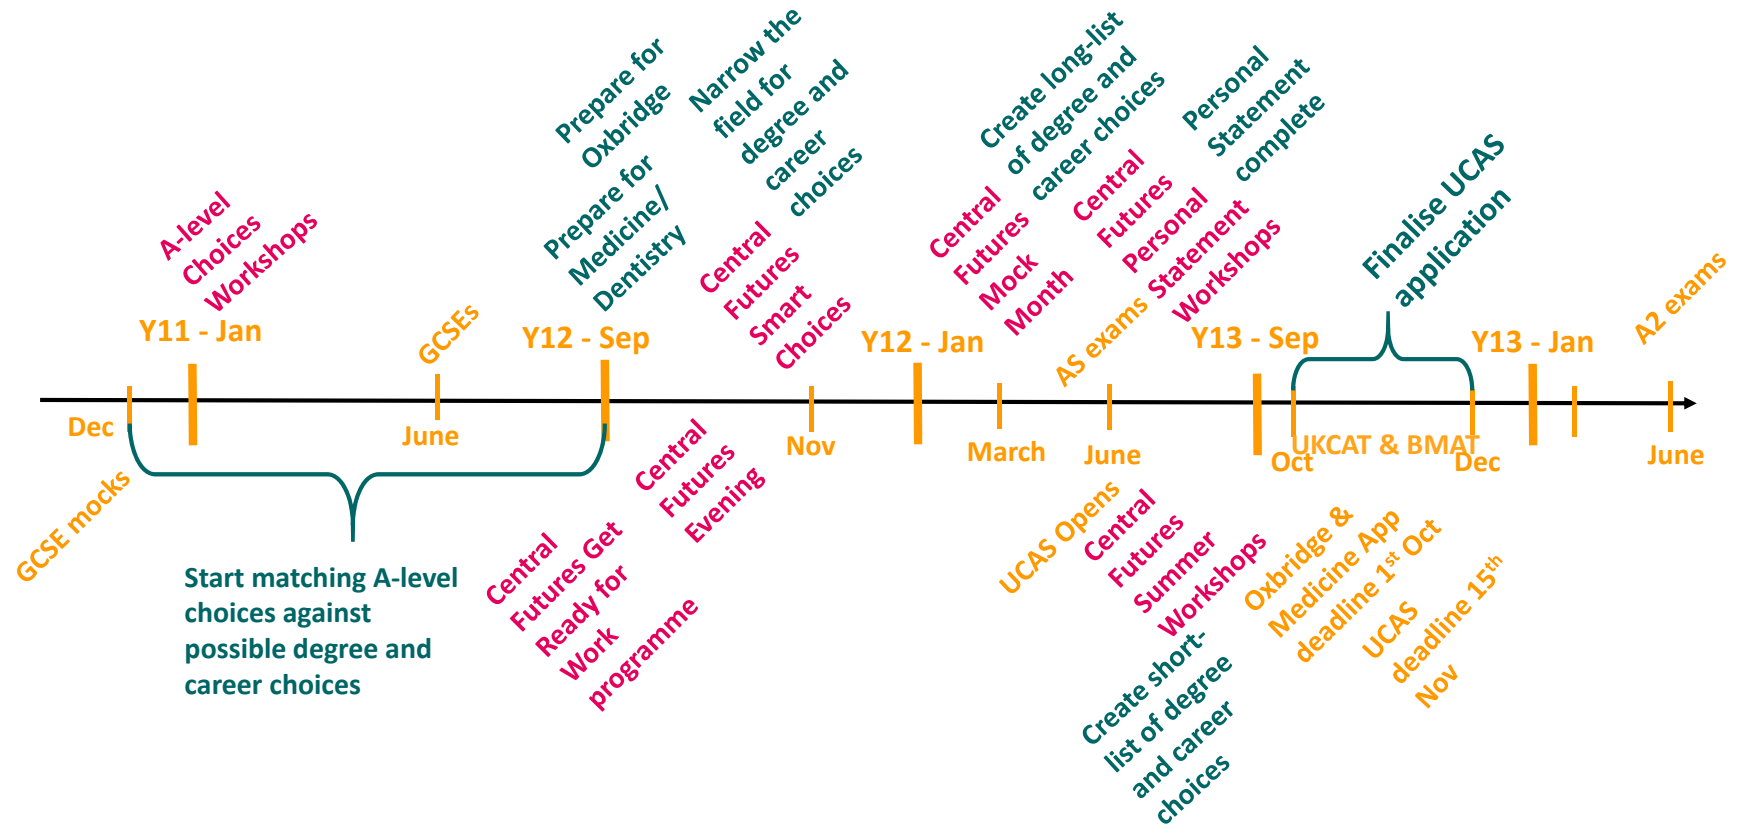 A-level
Choices
Workshops
Y11 - Jan
Dec
GCSE mocks
Start matching A-level
choices against
possible degree and
career choices
GCSEs
June
Prepare for
Oxbridge
Prepare for
Medicine/
Dentistry
Y12 - Sep
Central
Futures Get
Ready for
Work
programme
Central
Futures
Evening
Narrow the
field for
degree and
career
choices
Central
Futures
Smart
Choices
Nov
Y12 - Jan
Central
Futures
Mock
Month
March
Create long-list
of degree and
career choices
AS exams
June
UCAS Opens
Central
Futures
Personal
Statement
Workshops
Personal
Statement
complete
Central
Futures
Summer
Workshops
Create short-
list of degree
and career
choices
Y13 - Sep
Oct
UKCAT & BMAT
Dec
Finalise UCAS
application
Oxbridge &
Medicine App
deadline 1st Oct
UCAS
deadline 15th
Nov
Y13 - Jan
A2 exams
June